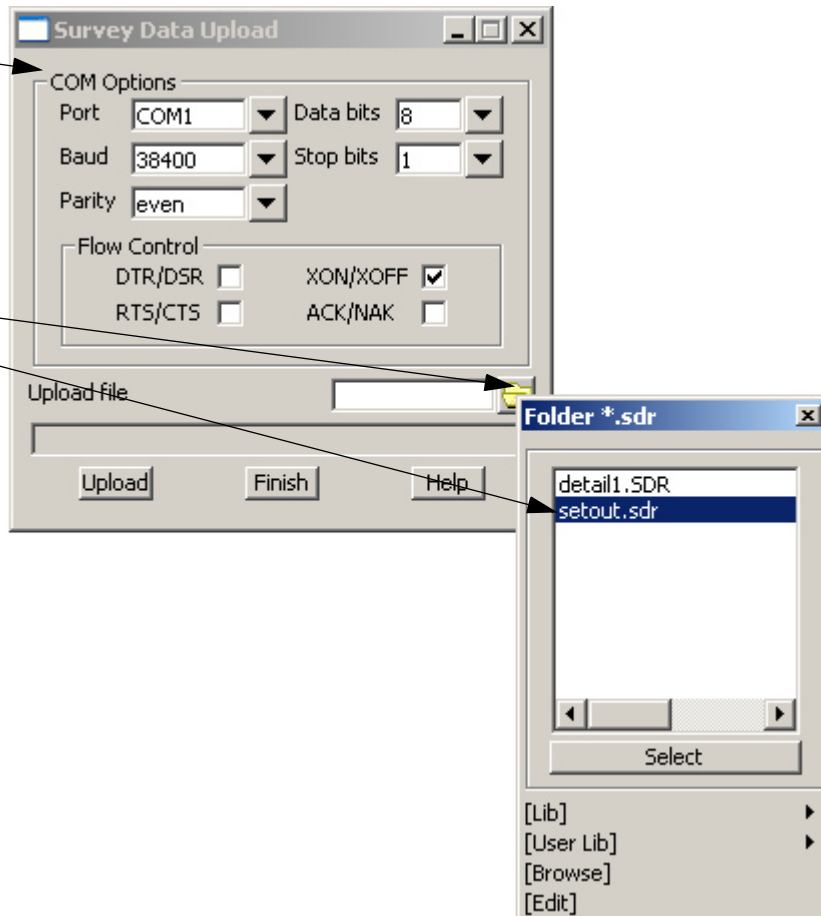 Survey Data Upload
COM Options
Port COM1 Data bits 8
Baud 38400 Stop bits 1
Parity even
Flow Control
DTR/DSR XON/XOFF
RTS/CTS ACK/NAK
Upload file
Upload Finish Help
Folder *.sdr
detail1.SDR
setout.sdr
Select
[Lib]
[User Lib]
[Browse]
[Edit]